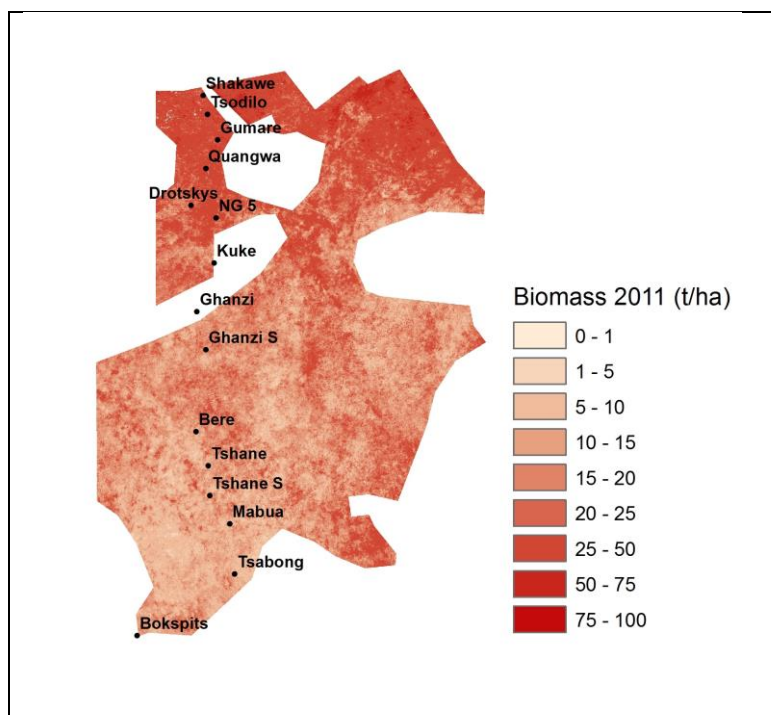 Shakawe
Tsodilo
Gumare
Quangwa
Drotskys
NG 5
Kuke
Ghanzi
Ghanzi S
Bere
Tshane
Tshane S
Mabua
Tsabong
Bokspits
Biomass 2011 (t/ha)
0 - 1
1 - 5
5 - 10
10 - 15
15 - 20
20 - 25
25 - 50
50 - 75
75 - 100